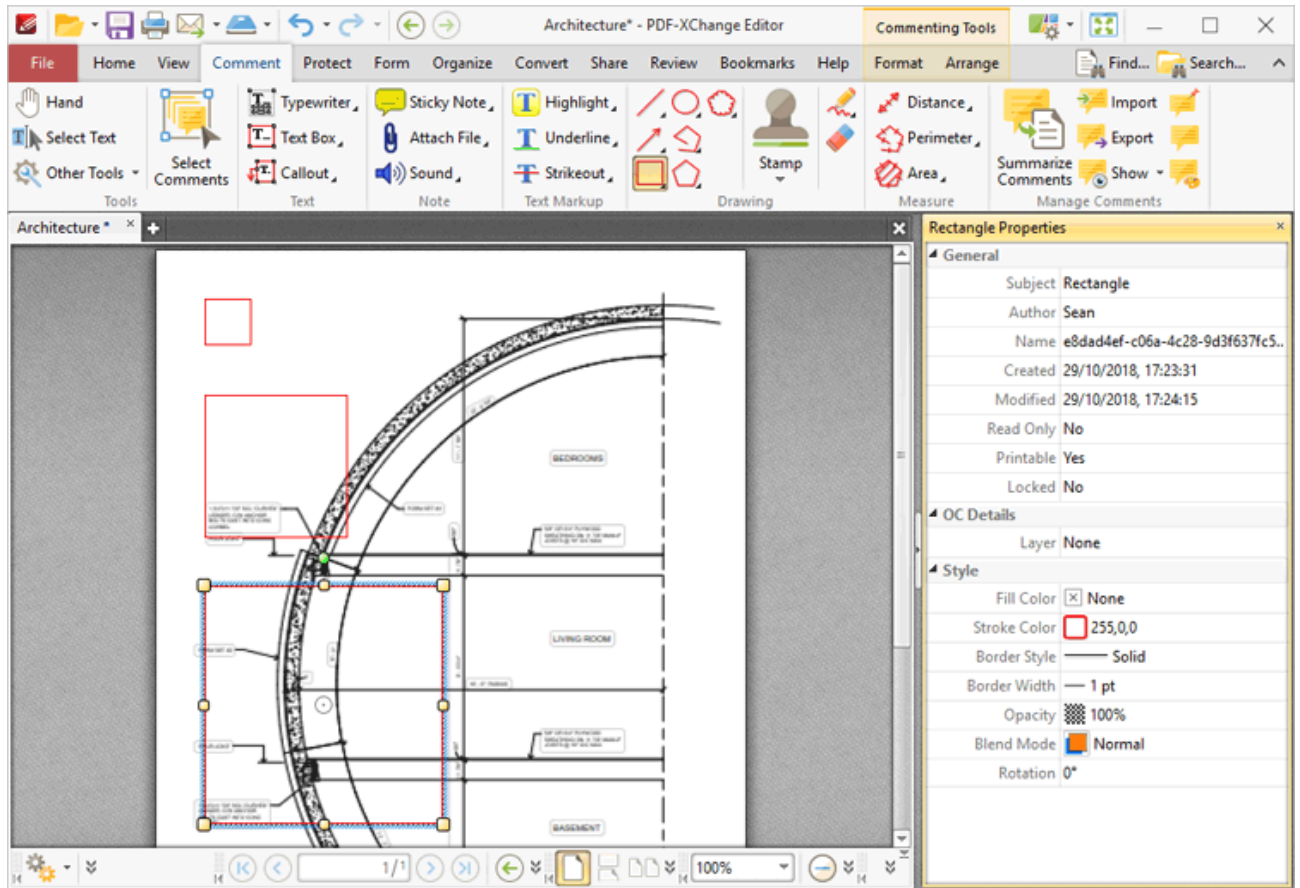 Architecture* - PDF-XChange Editor
Commenting Tools
File Home View Comment Protect Form Organize Convert Share Review Bookmarks Help Format Arrange Find... Search...
Hand
Select Text
Other Tools
Select Comments
Tools
Typewriter
Text Box
Callout
Text
Sticky Note
Attach File
Sound
Note
Highlight
Underline
Strikeout
Text Markup
Stamp
Drawing
Distance
Perimeter
Area
Measure
Summarize Comments
Import
Export
Show
Manage Comments
Architecture *
BEDROOMS
LIVING ROOM
BASEMENT
Rectangle Properties
General
Subject Rectangle
Author Sean
Name e8dad4ef-c06a-4c28-9d3f637fc5..
Created 29/10/2018, 17:23:31
Modified 29/10/2018, 17:24:15
Read Only No
Printable Yes
Locked No
OC Details
Layer None
Style
Fill Color None
Stroke Color 255,0,0
Border Style Solid
Border Width 1 pt
Opacity 100%
Blend Mode Normal
Rotation 0°
1/1
100%